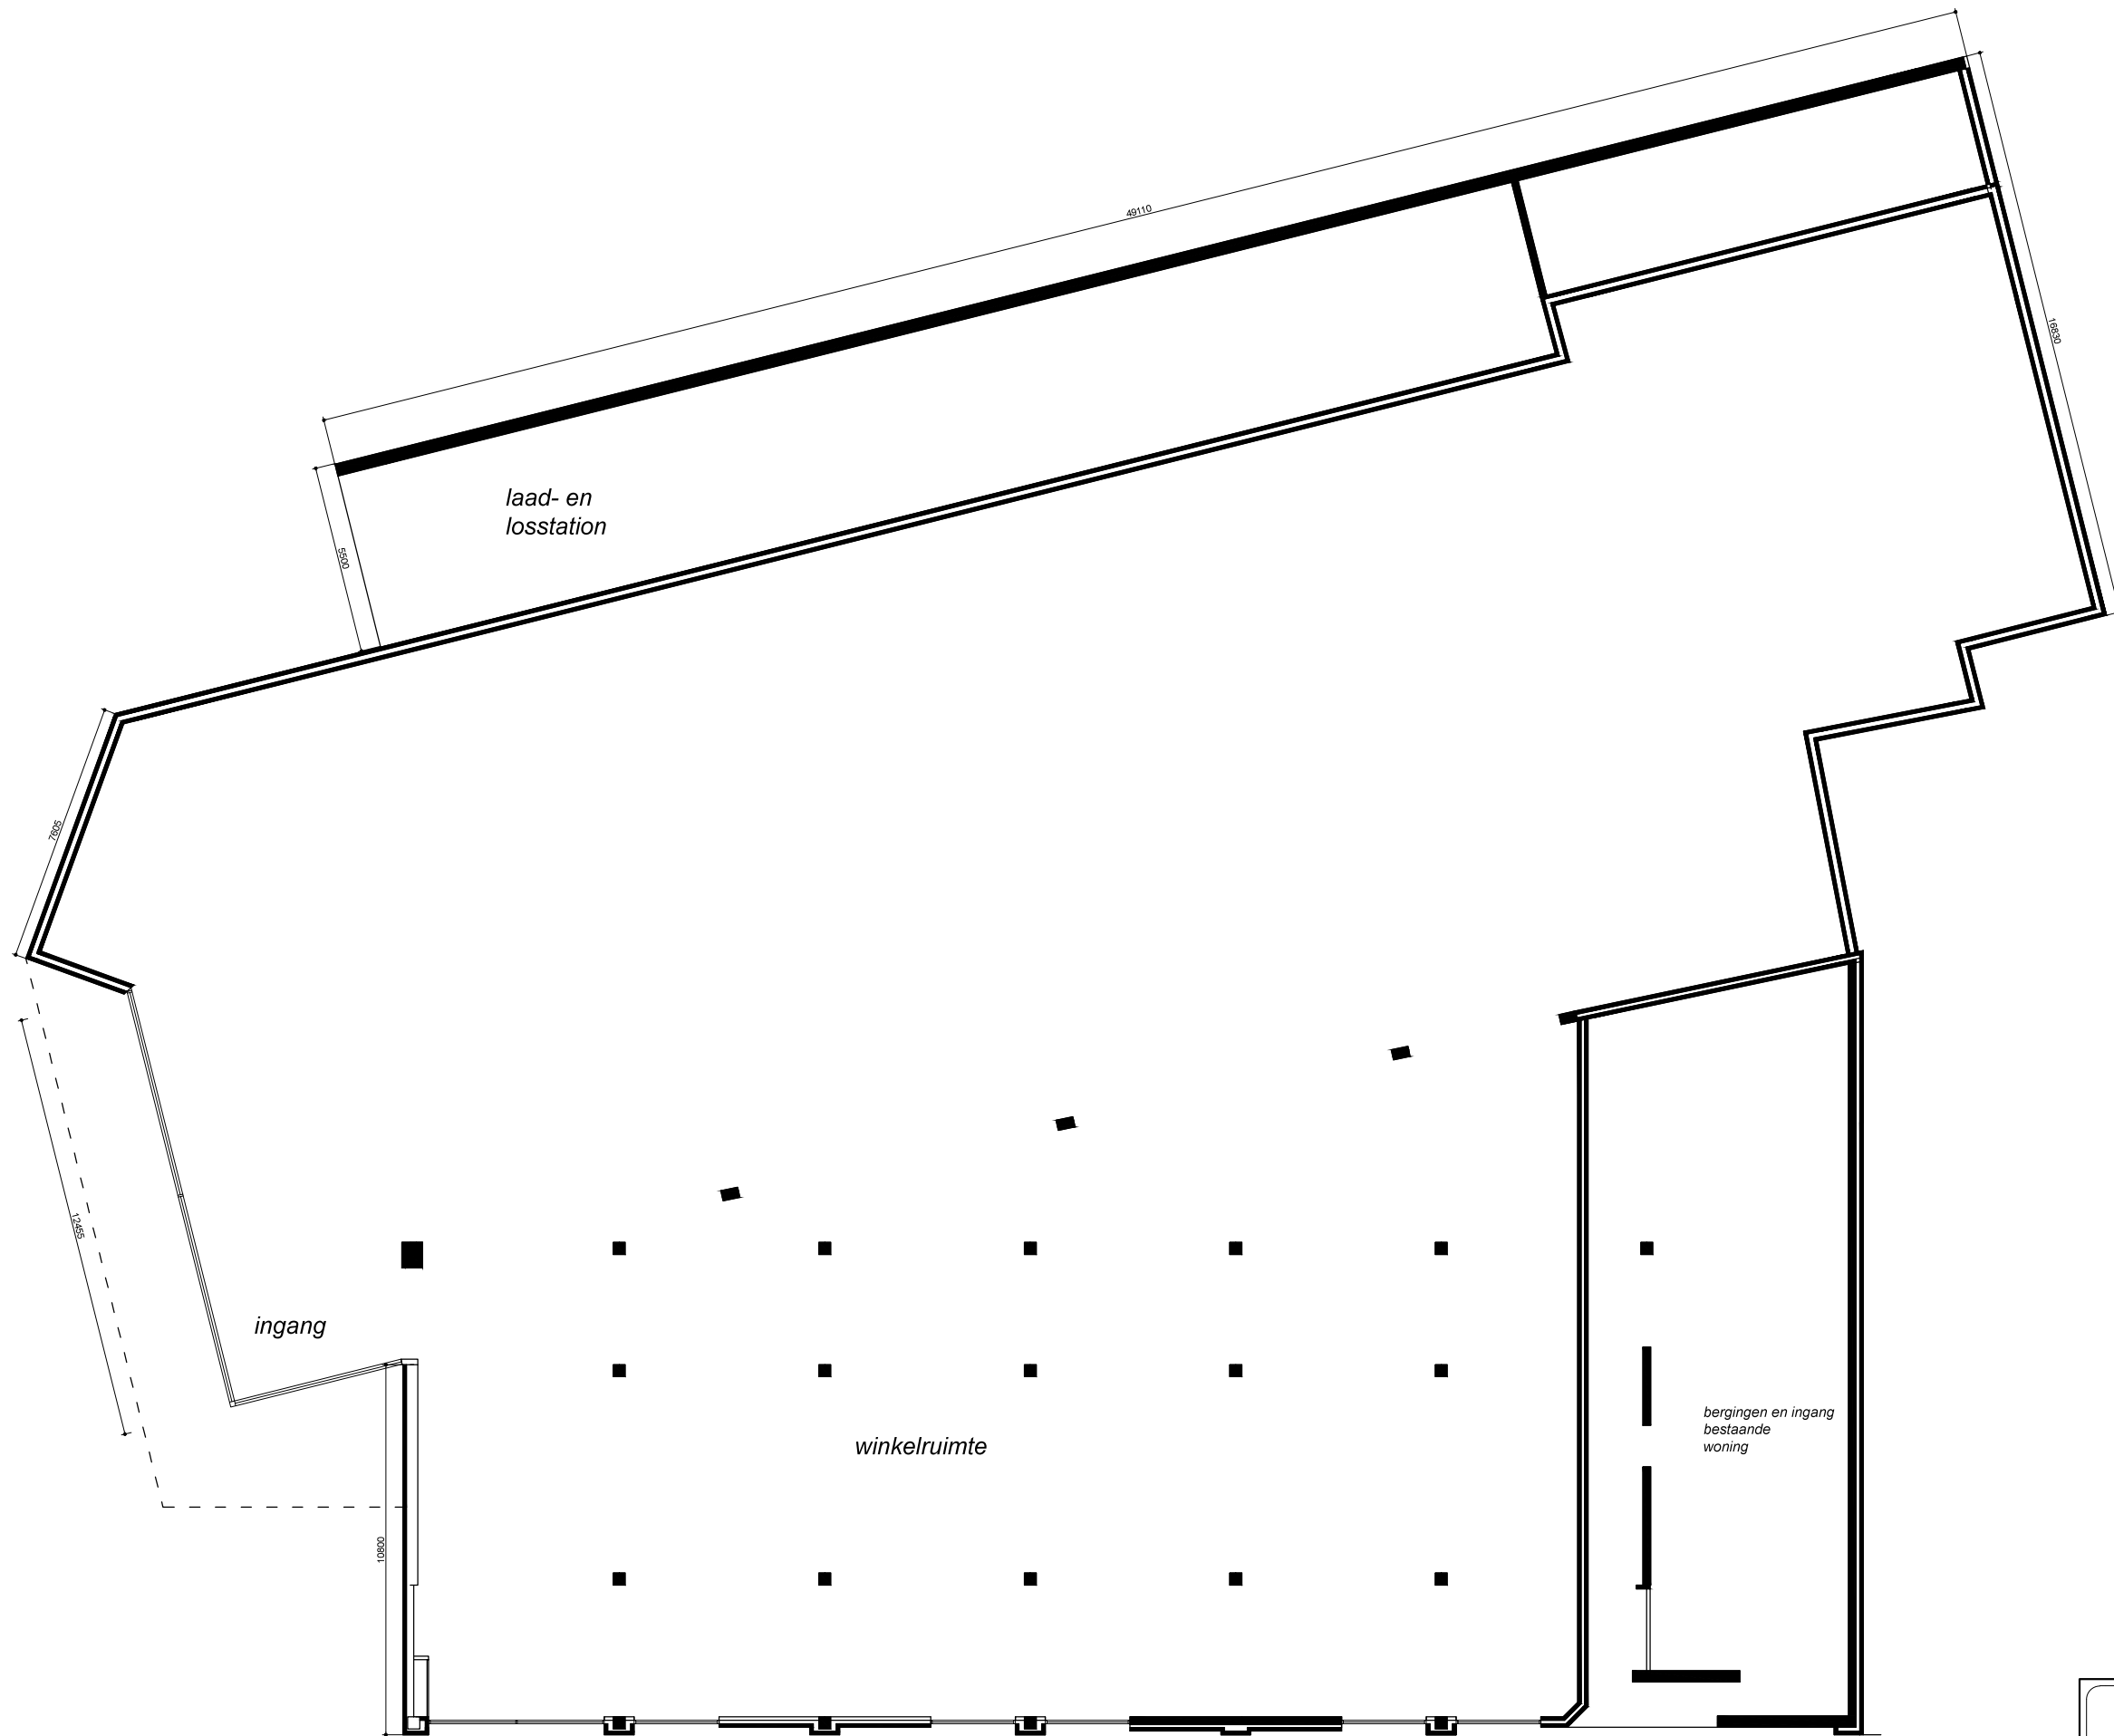 49110
16830
laad- en
losstation
5500
7605
12455
ingang
bergingen en ingang
bestaande
woning
winkelruimte
10800